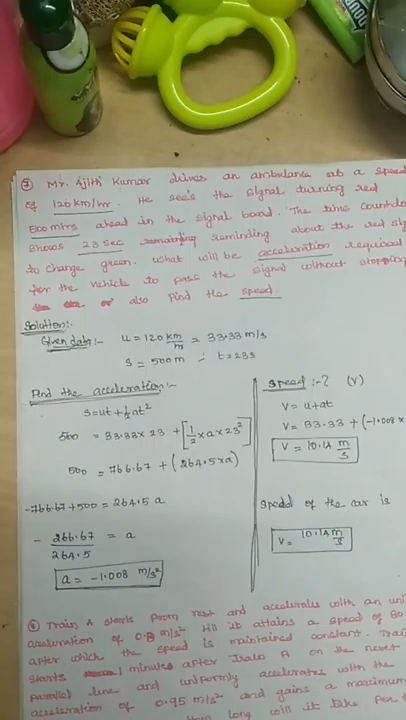 ③ Mr. Ajith Kumar drives an ambulance at a speed
of 120 km/hr. He see's the signal turning red
500 mtrs ahead in the signal board. The time countdo
shows 23 sec remaining reminding about the red sig
to change green. what will be acceleration required
for the vehicle to pass the signal without stopping
also find the speed.
Solution:-
Given data:- u = 120 km/hr = 33.33 m/s
s = 500 m ∴ t = 23s
Find the acceleration:-
s = ut + ½ at²
500 = 33.33 x 23 + [½ x a x 23²]
500 = 766.67 + (264.5 x a)
-766.67 + 500 = 264.5 a
- 266.67 / 264.5 = a
a = -1.008 m/s²
Speed :- ? (v)
v = u + at
v = 33.33 + (-1.008 x
v = 10.14 m/s
speed of the car is
v = 10.14 m/s
④ Train A starts from rest and accelerates with an uni
acceleration of 0.8 m/s² till it attains a speed of 80
after which the speed is maintained constant. Trai
starts 1 minute after Train A on the next
parallel line and uniformly accelerates with the
acceleration of 0.95 m/s² and gains a maximum
How long will it take for t